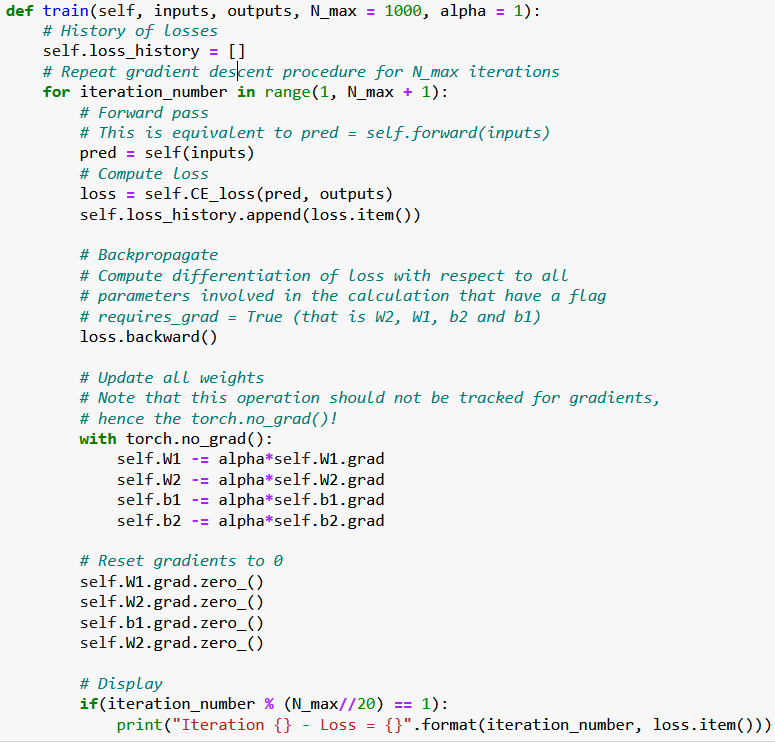 def train(self, inputs, outputs, N_max = 1000, alpha = 1):
    # History of losses
    self.loss_history = []
    # Repeat gradient descent procedure for N_max iterations
    for iteration_number in range(1, N_max + 1):
        # Forward pass
        # This is equivalent to pred = self.forward(inputs)
        pred = self(inputs)
        # Compute loss
        loss = self.CE_loss(pred, outputs)
        self.loss_history.append(loss.item())

        # Backpropagate
        # Compute differentiation of loss with respect to all
        # parameters involved in the calculation that have a flag
        # requires_grad = True (that is W2, W1, b2 and b1)
        loss.backward()

        # Update all weights
        # Note that this operation should not be tracked for gradients,
        # hence the torch.no_grad()!
        with torch.no_grad():
            self.W1 -= alpha*self.W1.grad
            self.W2 -= alpha*self.W2.grad
            self.b1 -= alpha*self.b1.grad
            self.b2 -= alpha*self.b2.grad

        # Reset gradients to 0
        self.W1.grad.zero_()
        self.W2.grad.zero_()
        self.b1.grad.zero_()
        self.W2.grad.zero_()

        # Display
        if(iteration_number % (N_max//20) == 1):
            print("Iteration {} - Loss = {}".format(iteration_number, loss.item()))